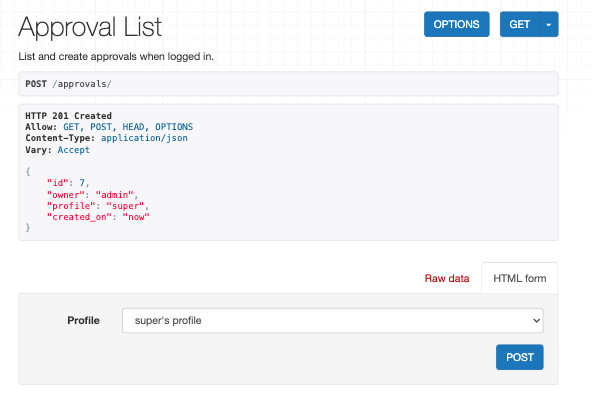 Approval List
OPTIONS
GET
List and create approvals when logged in.
POST /approvals/
HTTP 201 Created
Allow: GET, POST, HEAD, OPTIONS
Content-Type: application/json
Vary: Accept
{
"id": 7,
"owner": "admin",
"profile": "super",
"created_on": "now"
}
Raw data
HTML form
Profile
super's profile
POST